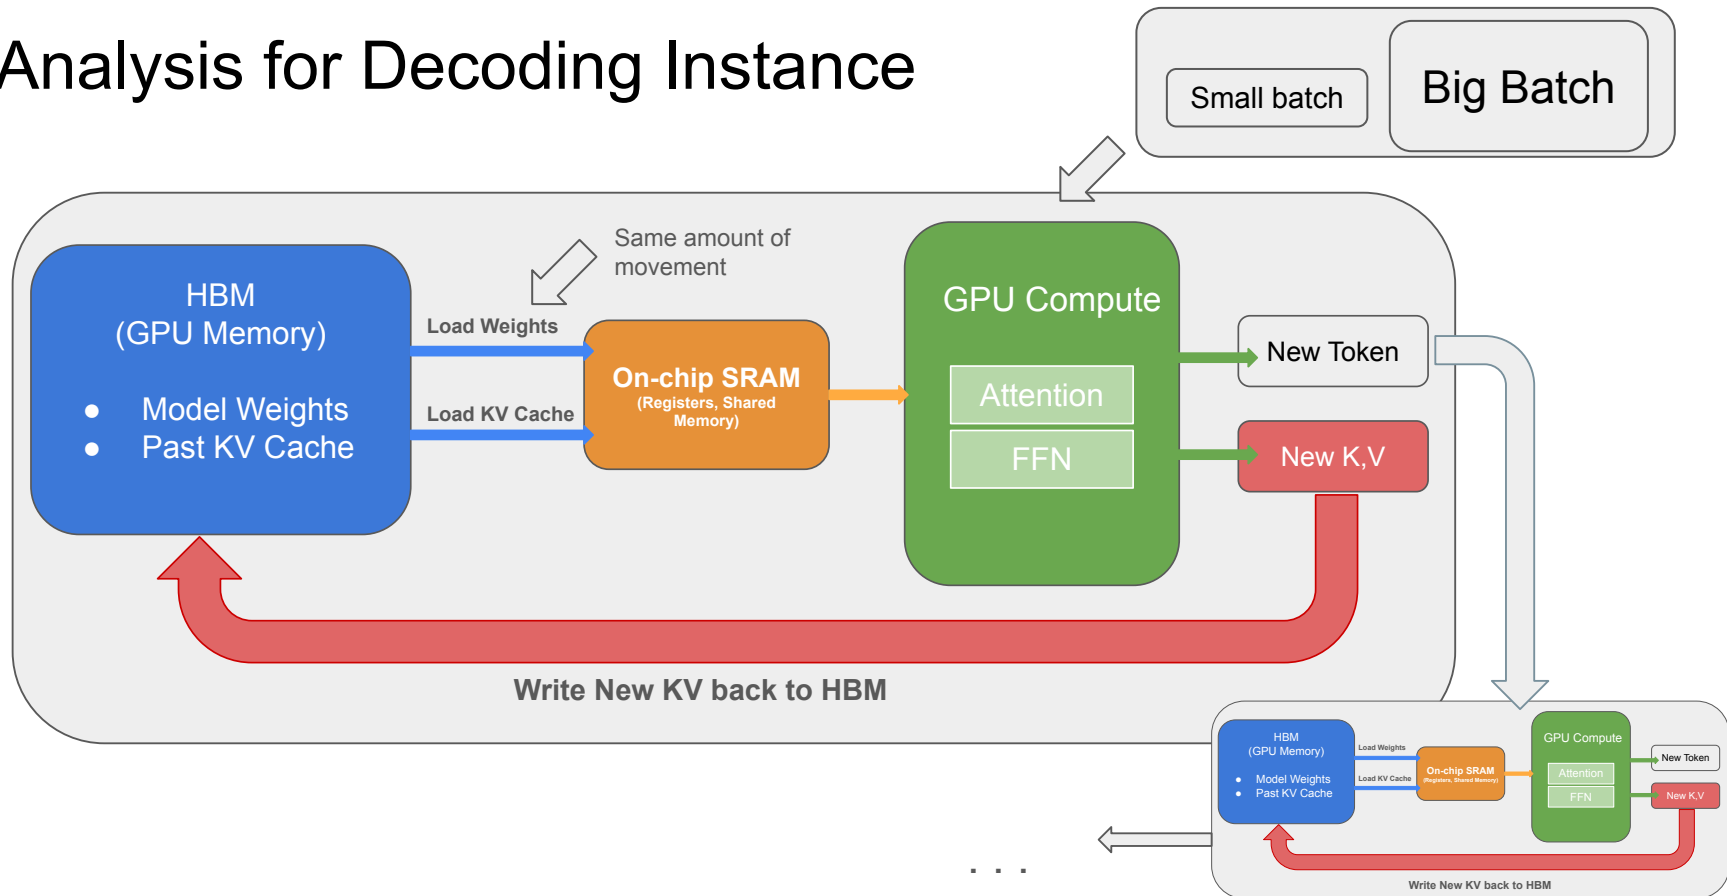 Analysis for Decoding Instance
Small batch
Big Batch
Same amount of
movement
HBM
(GPU Memory)
● Model Weights
● Past KV Cache
Load Weights
Load KV Cache
On-chip SRAM
(Registers, Shared
Memory)
GPU Compute
Attention
FFN
New Token
New K,V
Write New KV back to HBM
HBM
(GPU Memory)
● Model Weights
● Past KV Cache
Load Weights
Load KV Cache
On-chip SRAM
(Registers, Shared Memory)
GPU Compute
Attention
FFN
New Token
New K,V
Write New KV back to HBM
. . .